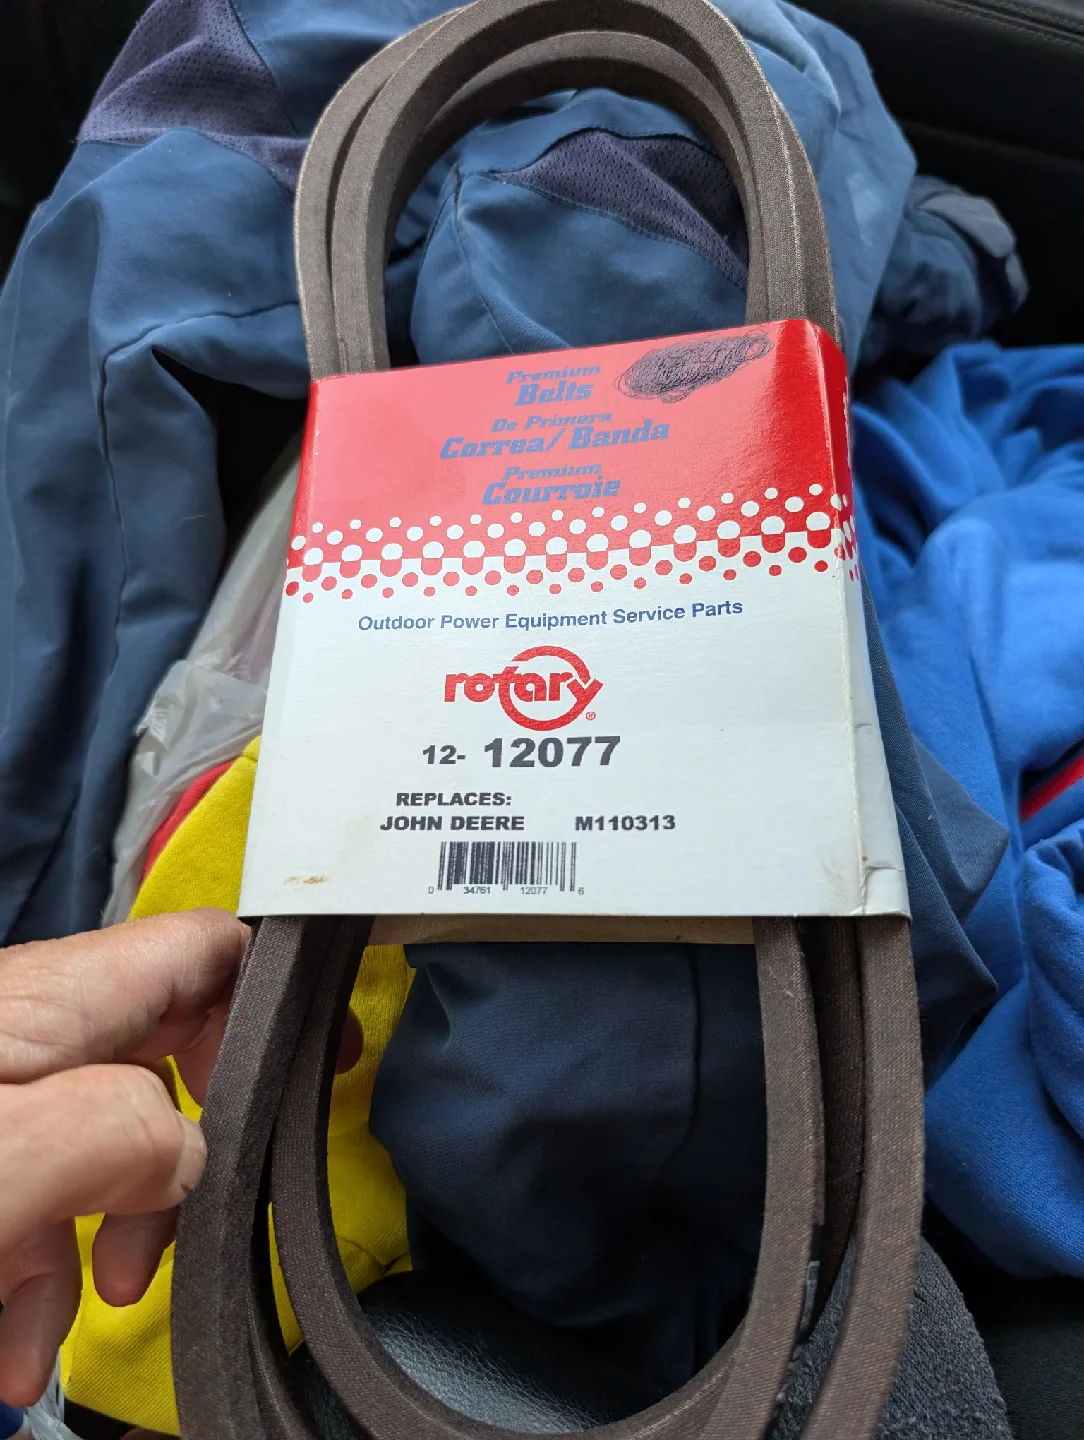 Premium
Belts
De Primera
Correa/Banda
Premium
Courroie
Outdoor Power Equipment Service Parts
rotary®
12- 12077
REPLACES:
JOHN DEERE M110313
0 34761 12077 6